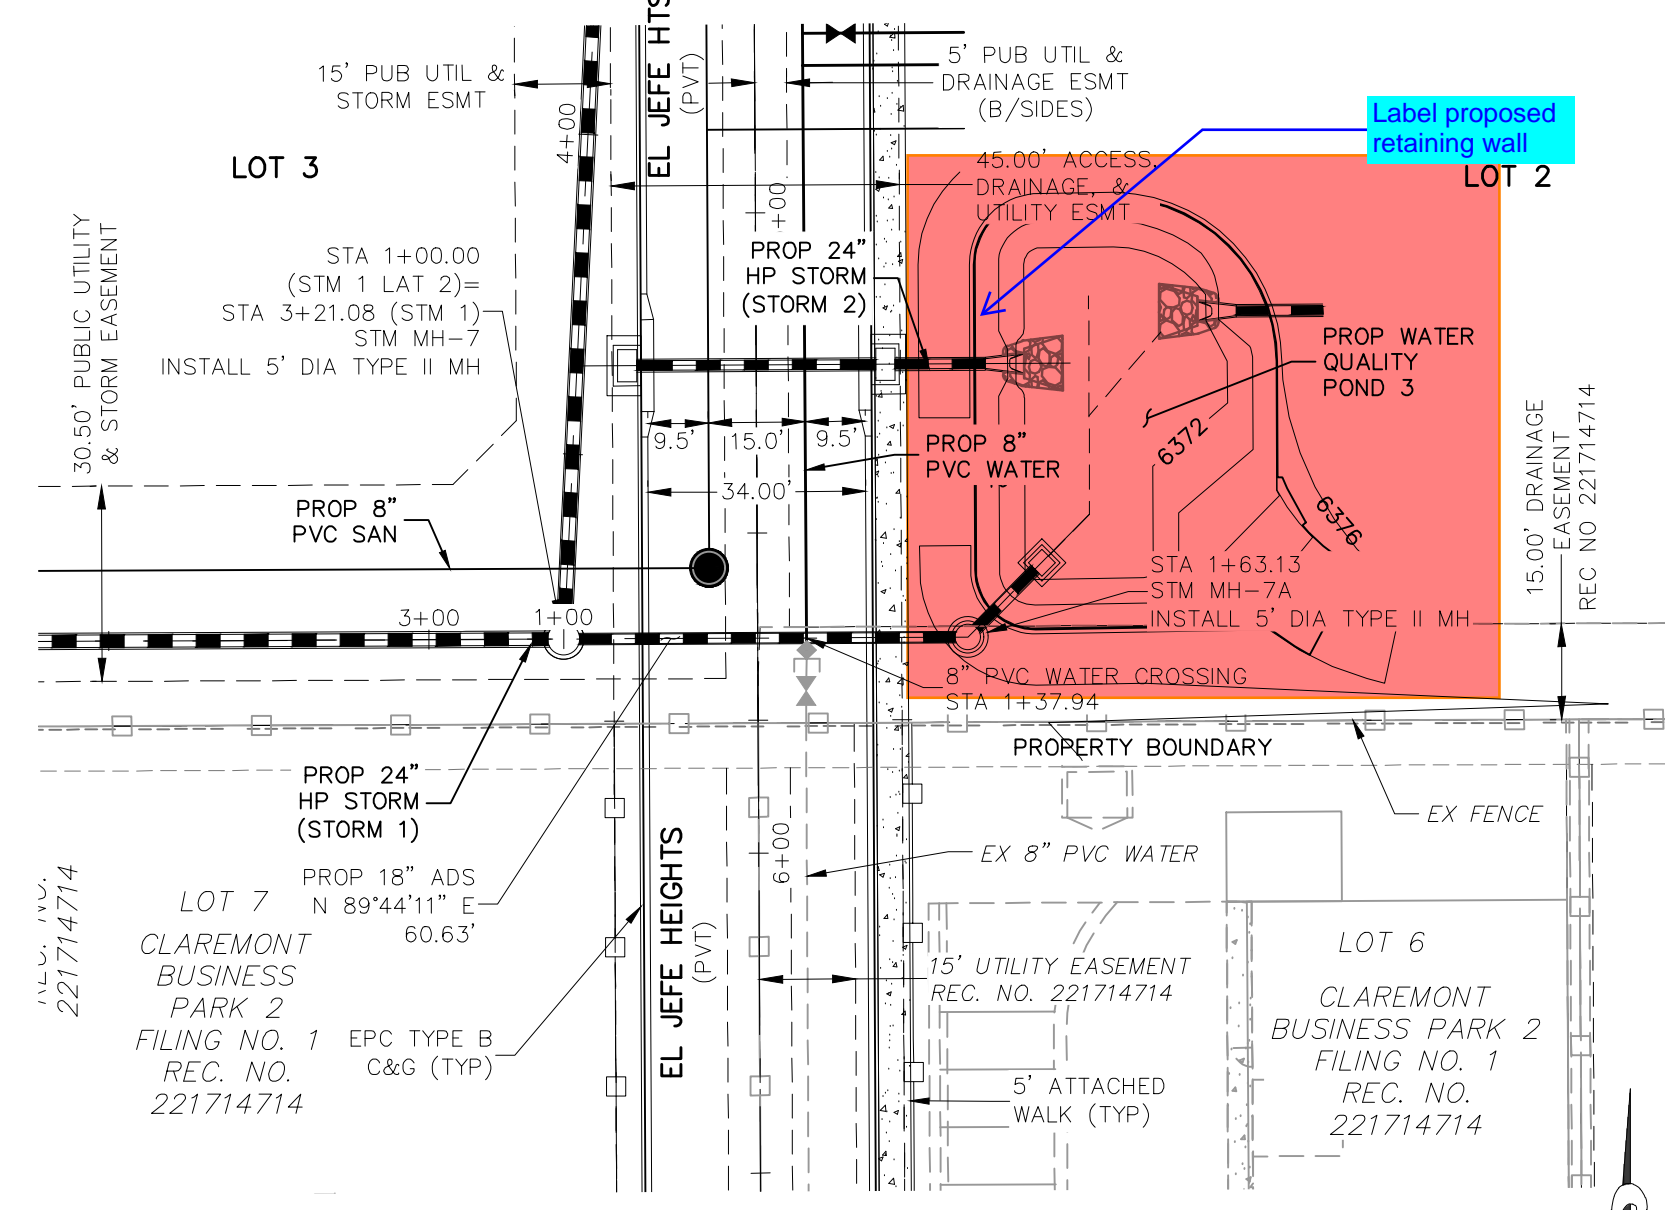 EL JEFE HTS
(PVT)
15' PUB UTIL &
STORM ESMT
4+00
5' PUB UTIL &
DRAINAGE ESMT
(B/SIDES)
Label proposed
retaining wall
LOT 3
LOT 2
45.00' ACCESS,
DRAINAGE, &
UTILITY ESMT
+00
30.50' PUBLIC UTILITY
& STORM EASEMENT
STA 1+00.00
(STM 1 LAT 2)=
STA 3+21.08 (STM 1)
STM MH-7
INSTALL 5' DIA TYPE II MH
PROP 24"
HP STORM
(STORM 2)
PROP WATER
QUALITY
POND 3
9.5'
15.0'
9.5'
34.00'
PROP 8"
PVC WATER
6372
6376
15.00' DRAINAGE
EASEMENT
REC NO 221714714
PROP 8"
PVC SAN
3+00
1+00
STA 1+63.13
STM MH-7A
INSTALL 5' DIA TYPE II MH
8" PVC WATER CROSSING
STA 1+37.94
PROPERTY BOUNDARY
PROP 24"
HP STORM
(STORM 1)
EX FENCE
6+00
EX 8" PVC WATER
PROP 18" ADS
N 89°44'11" E
60.63'
EL JEFE HEIGHTS
(PVT)
REC. NO.
221714714
LOT 7
CLAREMONT
BUSINESS
PARK 2
FILING NO. 1
REC. NO.
221714714
EPC TYPE B
C&G (TYP)
15' UTILITY EASEMENT
REC. NO. 221714714
5' ATTACHED
WALK (TYP)
LOT 6
CLAREMONT
BUSINESS PARK 2
FILING NO. 1
REC. NO.
221714714